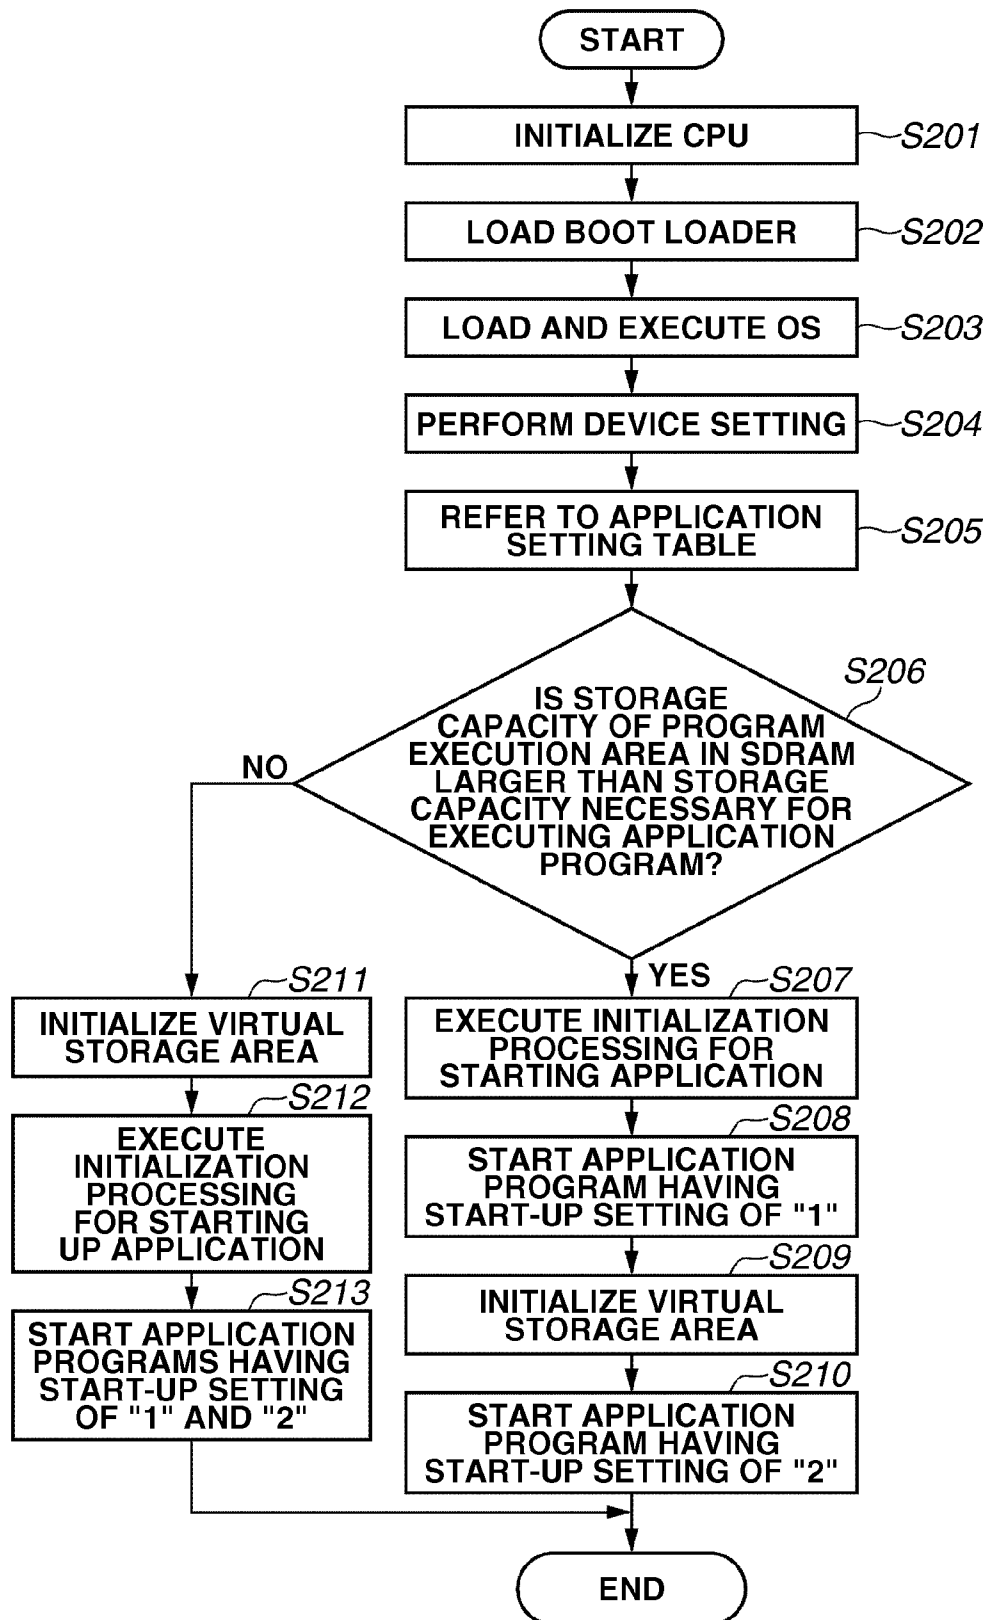 START
INITIALIZE CPU
S201
LOAD BOOT LOADER
S202
LOAD AND EXECUTE OS
S203
PERFORM DEVICE SETTING
S204
REFER TO APPLICATION
SETTING TABLE
S205
S206
IS STORAGE
CAPACITY OF PROGRAM
EXECUTION AREA IN SDRAM
LARGER THAN STORAGE
CAPACITY NECESSARY FOR
EXECUTING APPLICATION
PROGRAM?
NO
YES
S211
INITIALIZE VIRTUAL
STORAGE AREA
S212
EXECUTE
INITIALIZATION
PROCESSING
FOR STARTING
UP APPLICATION
S213
START APPLICATION
PROGRAMS HAVING
START-UP SETTING
OF "1" AND "2"
S207
EXECUTE INITIALIZATION
PROCESSING FOR
STARTING APPLICATION
S208
START APPLICATION
PROGRAM HAVING
START-UP SETTING OF "1"
S209
INITIALIZE VIRTUAL
STORAGE AREA
S210
START APPLICATION
PROGRAM HAVING
START-UP SETTING OF "2"
END